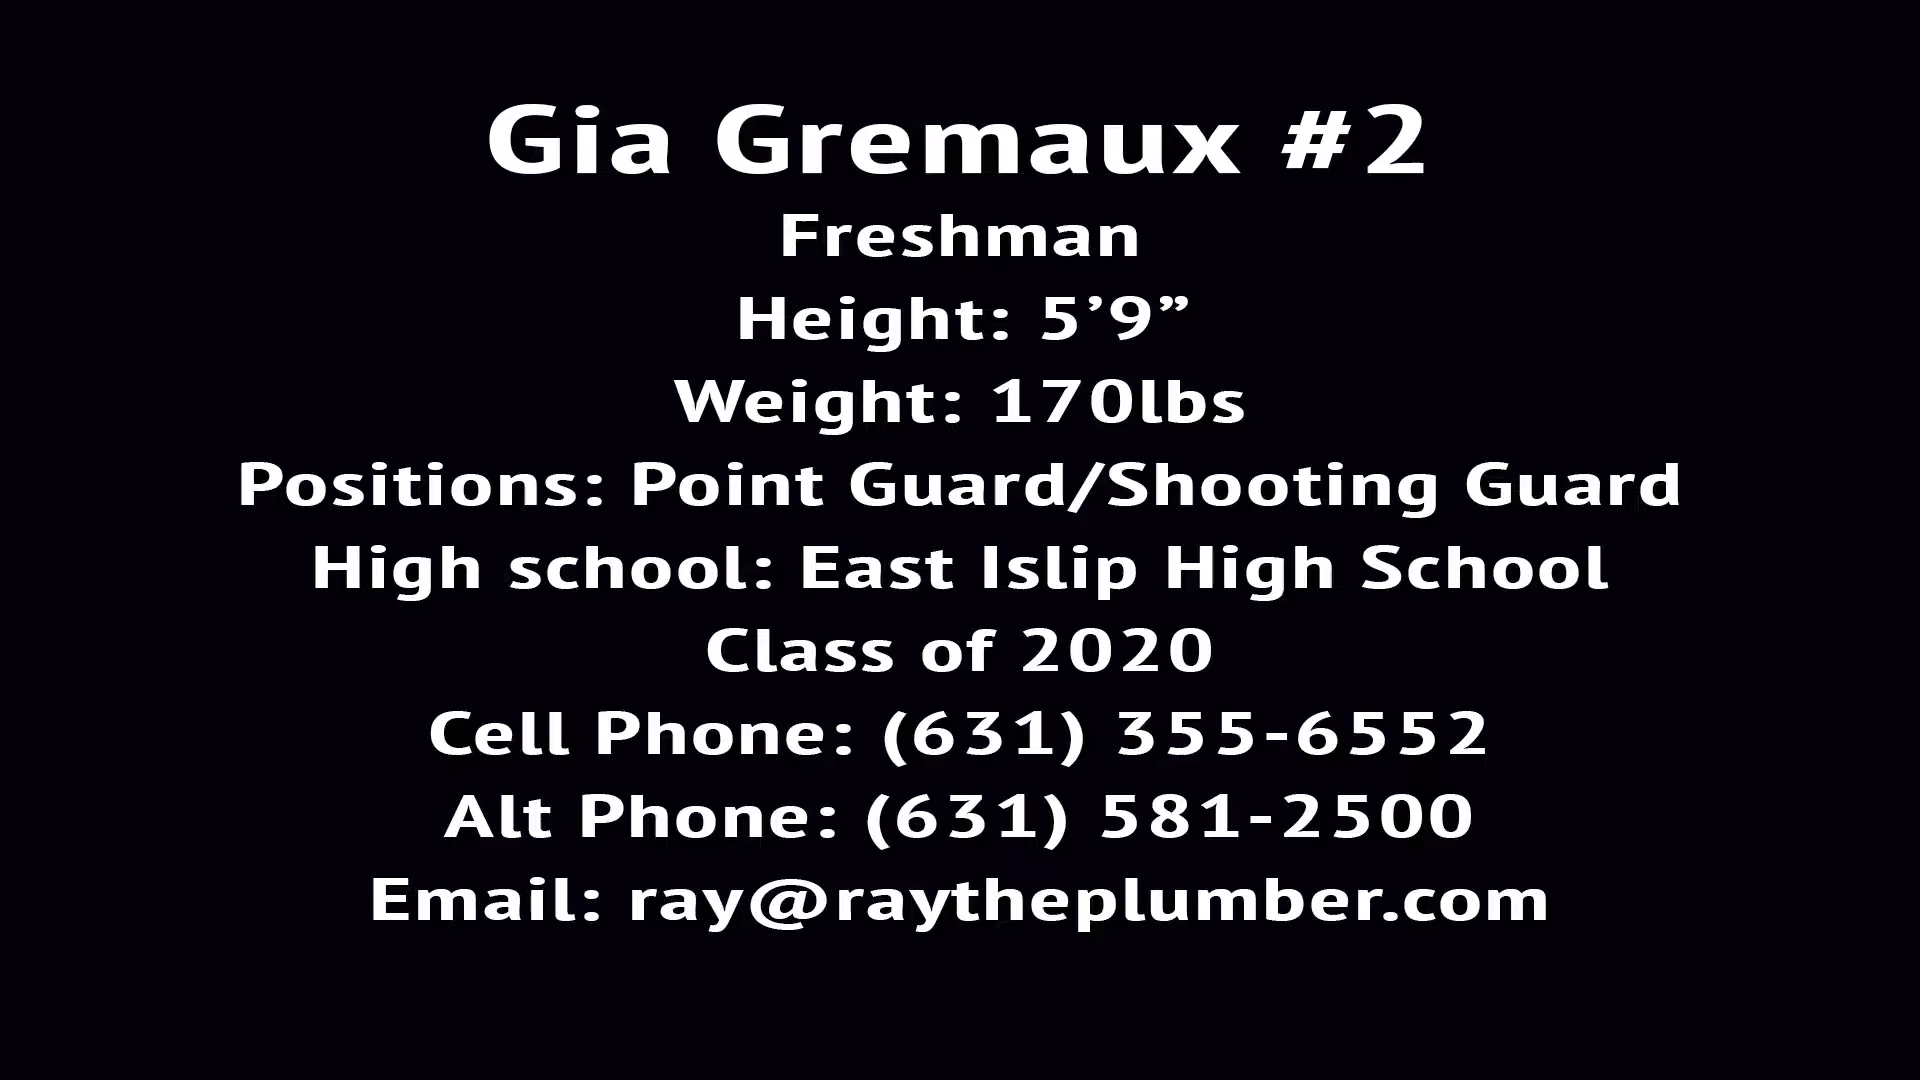 Gia Gremaux #2
Freshman
Height: 5’9”
Weight: 170lbs
Positions: Point Guard/Shooting Guard
High school: East Islip High School
Class of 2020
Cell Phone: (631) 355-6552
Alt Phone: (631) 581-2500
Email: ray@raytheplumber.com